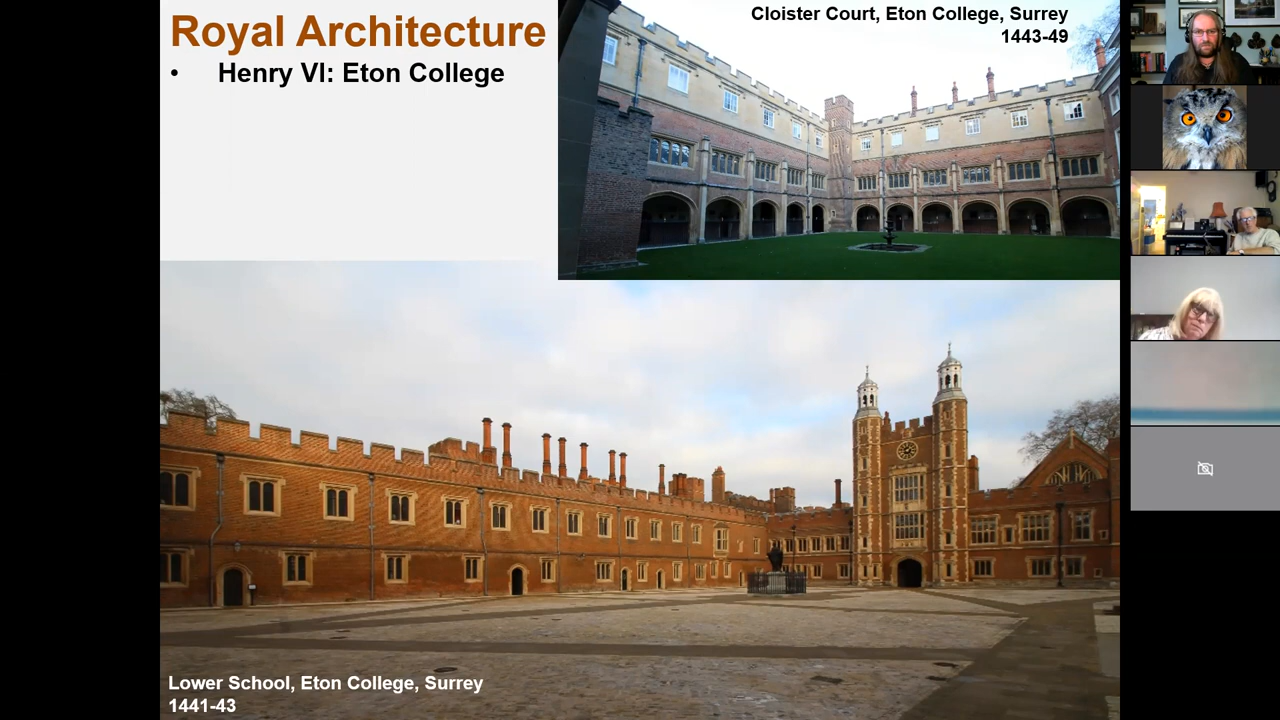 Royal Architecture
• Henry VI: Eton College
Cloister Court, Eton College, Surrey
1443-49
Lower School, Eton College, Surrey
1441-43